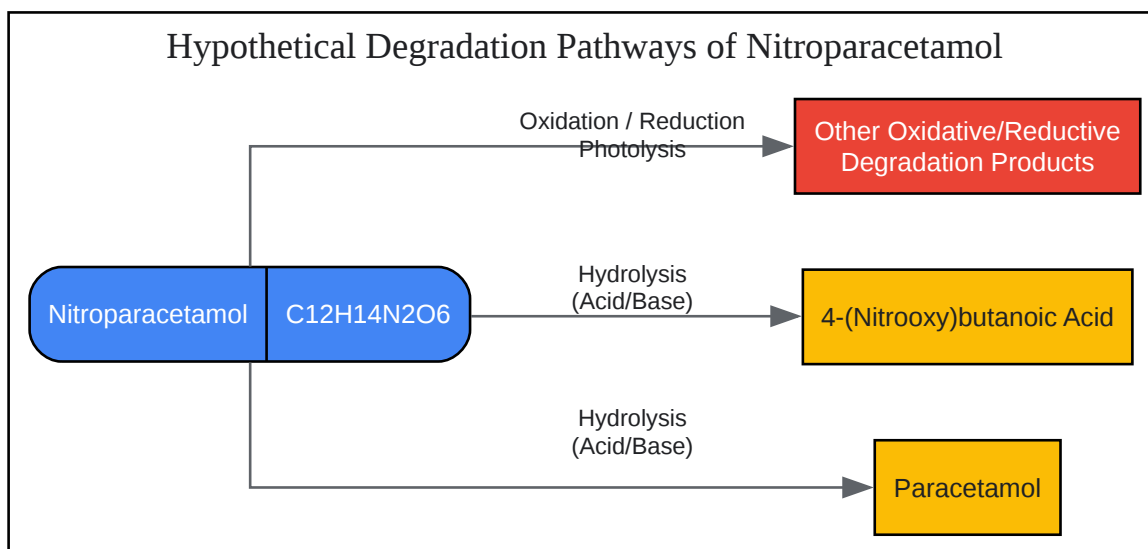 Hypothetical Degradation Pathways of Nitroparacetamol
Oxidation / Reduction
Photolysis
Other Oxidative/Reductive
Degradation Products
Nitroparacetamol
C12H14N2O6
Hydrolysis
(Acid/Base)
4-(Nitrooxy)butanoic Acid
Hydrolysis
(Acid/Base)
Paracetamol